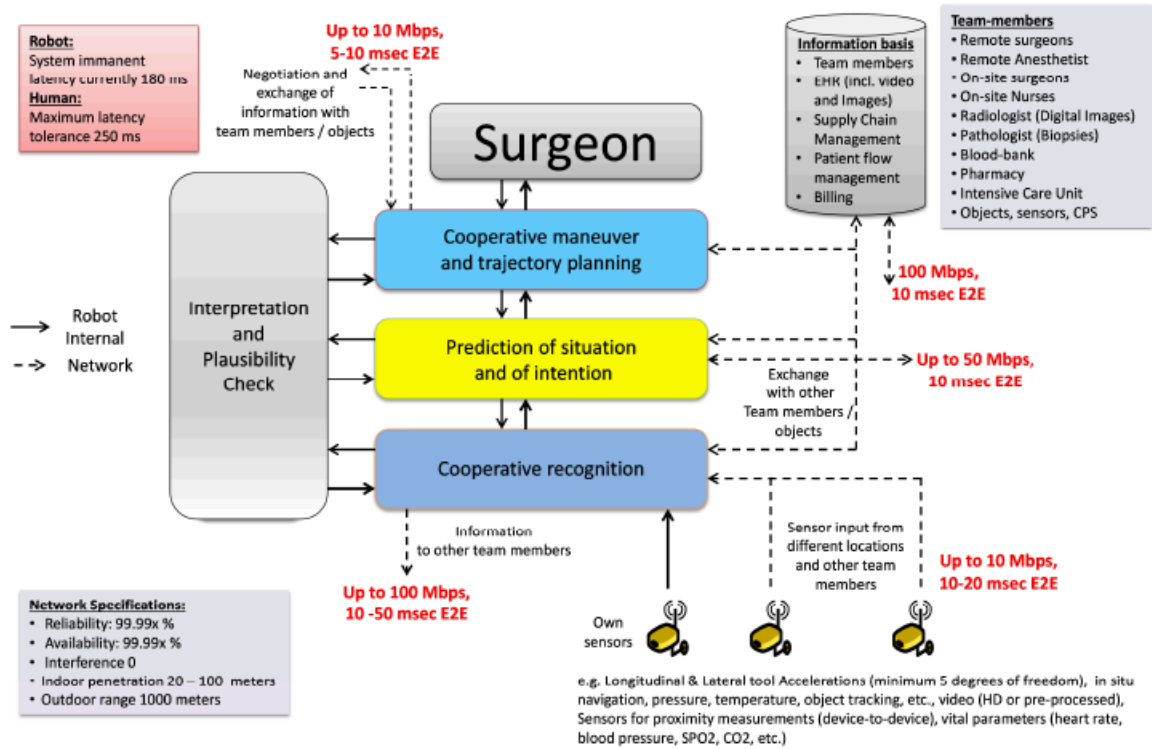 Robot:
System immanent
latency currently 180 ms
Human:
Maximum latency
tolerance 250 ms
Up to 10 Mbps,
5-10 msec E2E
Negotiation and
exchange of
information with
team members / objects
Surgeon
Information basis
• Team members
• EHR (incl. video
and Images)
• Supply Chain
Management
• Patient flow
management
• Billing
Team-members
• Remote surgeons
• Remote Anesthetist
• On-site surgeons
• On-site Nurses
• Radiologist (Digital Images)
• Pathologist (Biopsies)
• Blood-bank
• Pharmacy
• Intensive Care Unit
• Objects, sensors, CPS
Cooperative maneuver
and trajectory planning
100 Mbps,
10 msec E2E
Robot
Internal
Network
Interpretation
and
Plausibility
Check
Prediction of situation
and of intention
Up to 50 Mbps,
10 msec E2E
Exchange
with other
Team members /
objects
Cooperative recognition
Information
to other team members
Up to 100 Mbps,
10 -50 msec E2E
Sensor input from
different locations
and other team
members
Up to 10 Mbps,
10-20 msec E2E
Own
sensors
Network Specifications:
• Reliability: 99.99x %
• Availability: 99.99x %
• Interference 0
• Indoor penetration 20 – 100 meters
• Outdoor range 1000 meters
e.g. Longitudinal & Lateral tool Accelerations (minimum 5 degrees of freedom), in situ
navigation, pressure, temperature, object tracking, etc., video (HD or pre-processed),
Sensors for proximity measurements (device-to-device), vital parameters (heart rate,
blood pressure, SPO2, CO2, etc.)